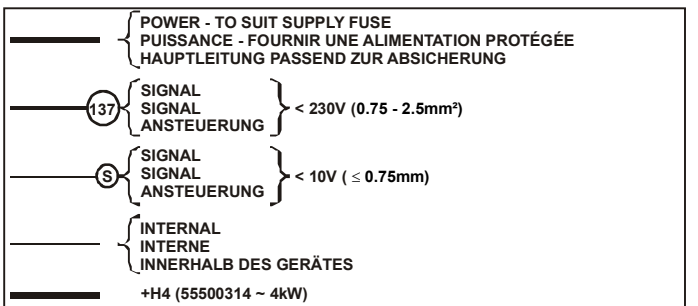 POWER - TO SUIT SUPPLY FUSE
PUISSANCE - FOURNIR UNE ALIMENTATION PROTÉGÉE
HAUPTLEITUNG PASSEND ZUR ABSICHERUNG
SIGNAL
137 SIGNAL < 230V (0.75 - 2.5mm²)
ANSTEUERUNG
SIGNAL
S SIGNAL < 10V ( ≤ 0.75mm)
ANSTEUERUNG
INTERNAL
INTERNE
INNERHALB DES GERÄTES
+H4 (55500314 ~ 4kW)